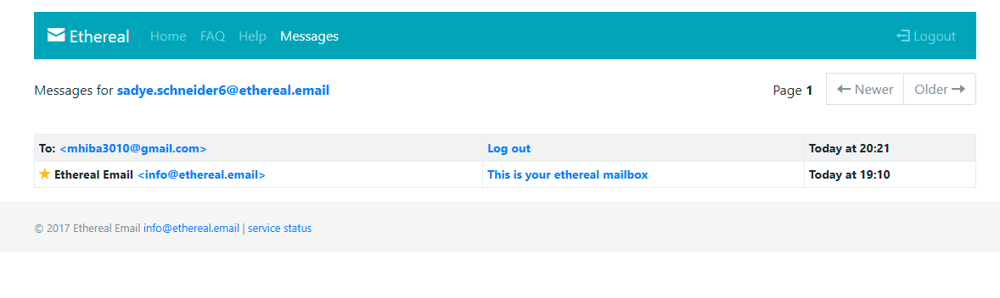 Ethereal Home FAQ Help Messages Logout
Messages for sadye.schneider6@ethereal.email Page 1 Newer Older
To: <mhiba3010@gmail.com> Log out Today at 20:21
Ethereal Email <info@ethereal.email> This is your ethereal mailbox Today at 19:10
© 2017 Ethereal Email info@ethereal.email | service status